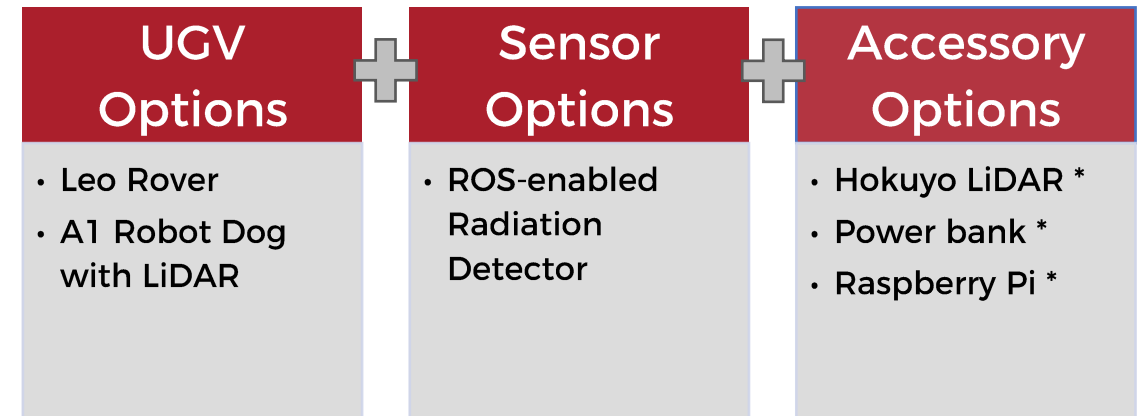 UGV
Options
• Leo Rover
• A1 Robot Dog
with LiDAR
Sensor
Options
• ROS-enabled
Radiation
Detector
Accessory
Options
• Hokuyo LiDAR *
• Power bank *
• Raspberry Pi *